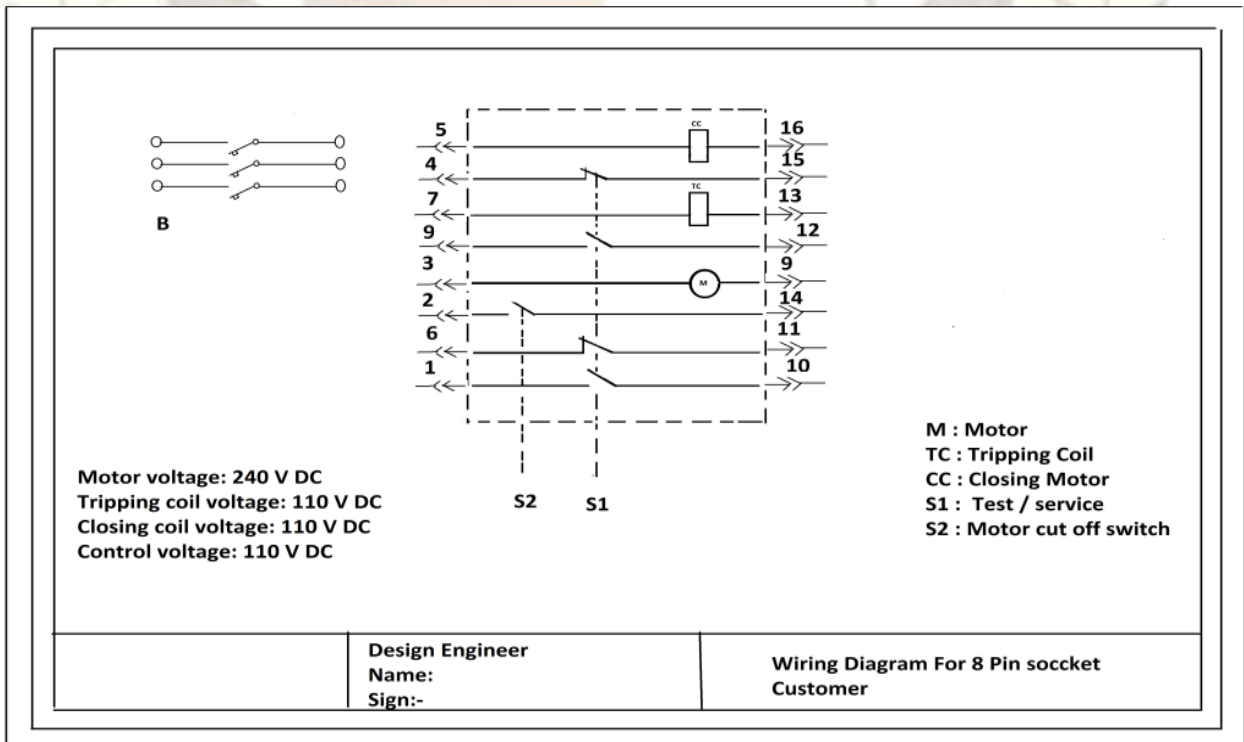 CC
5
16
4
15
TC
7
13
9
12
3
9
M
2
14
6
11
1
10
B
S2
S1
Motor voltage: 240 V DC
Tripping coil voltage: 110 V DC
Closing coil voltage: 110 V DC
Control voltage: 110 V DC
M : Motor
TC : Tripping Coil
CC : Closing Motor
S1 : Test / service
S2 : Motor cut off switch
Design Engineer
Name:
Sign:-
Wiring Diagram For 8 Pin soccket
Customer